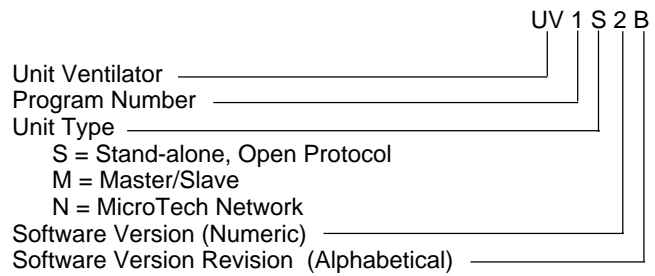 UV 1 S 2 B
Unit Ventilator
Program Number
Unit Type
S = Stand-alone, Open Protocol
M = Master/Slave
N = MicroTech Network
Software Version (Numeric)
Software Version Revision (Alphabetical)